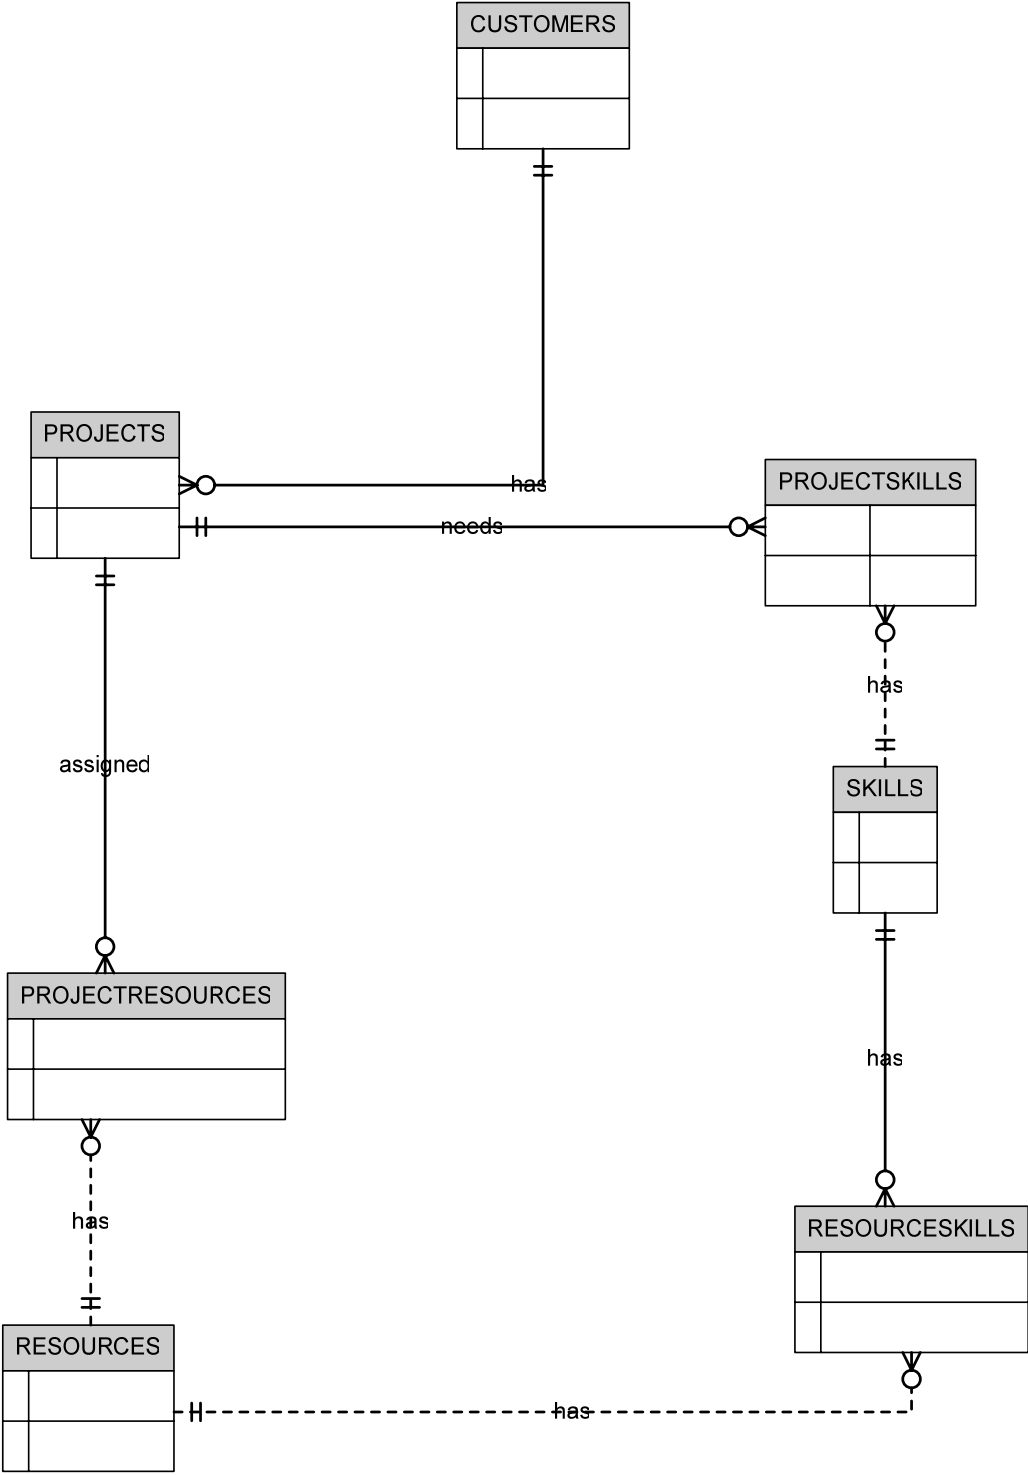 CUSTOMERS
PROJECTS
has
PROJECTSKILLS
needs
has
assigned
SKILLS
PROJECTRESOURCES
has
has
RESOURCESKILLS
RESOURCES
has